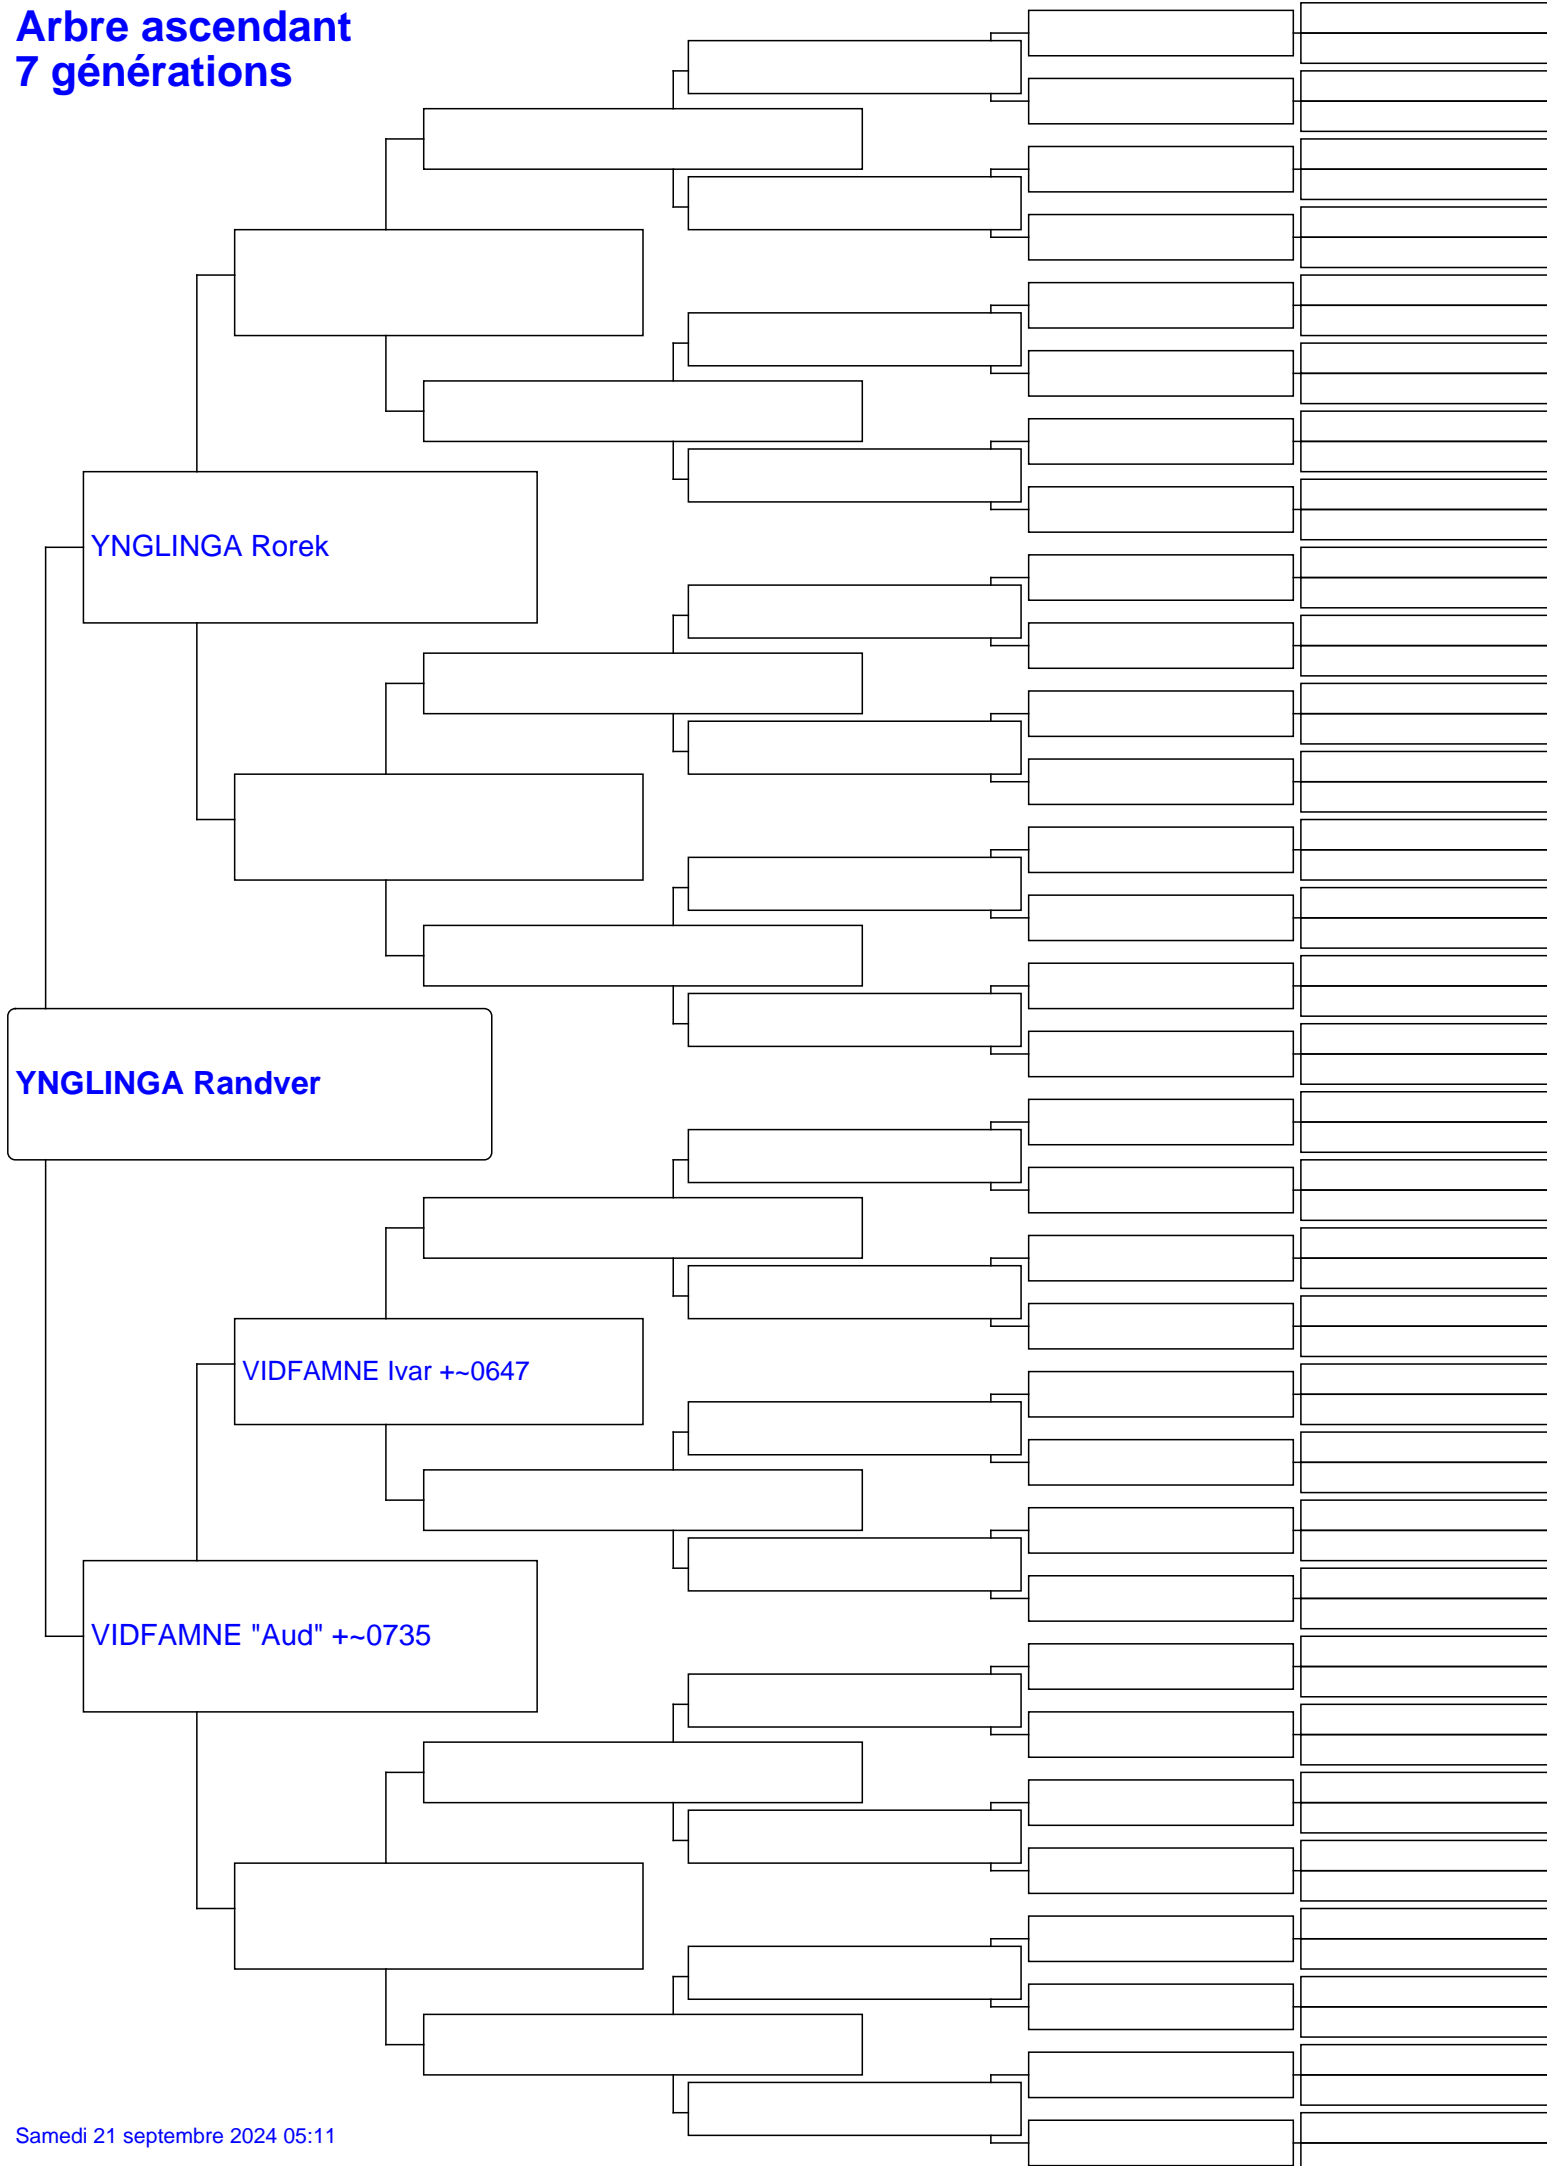 Arbre ascendant
7 générations
YNGLINGA Rorek
YNGLINGA Randver
VIDFAMNE Ivar +~0647
VIDFAMNE "Aud" +~0735
Samedi 21 septembre 2024 05:11